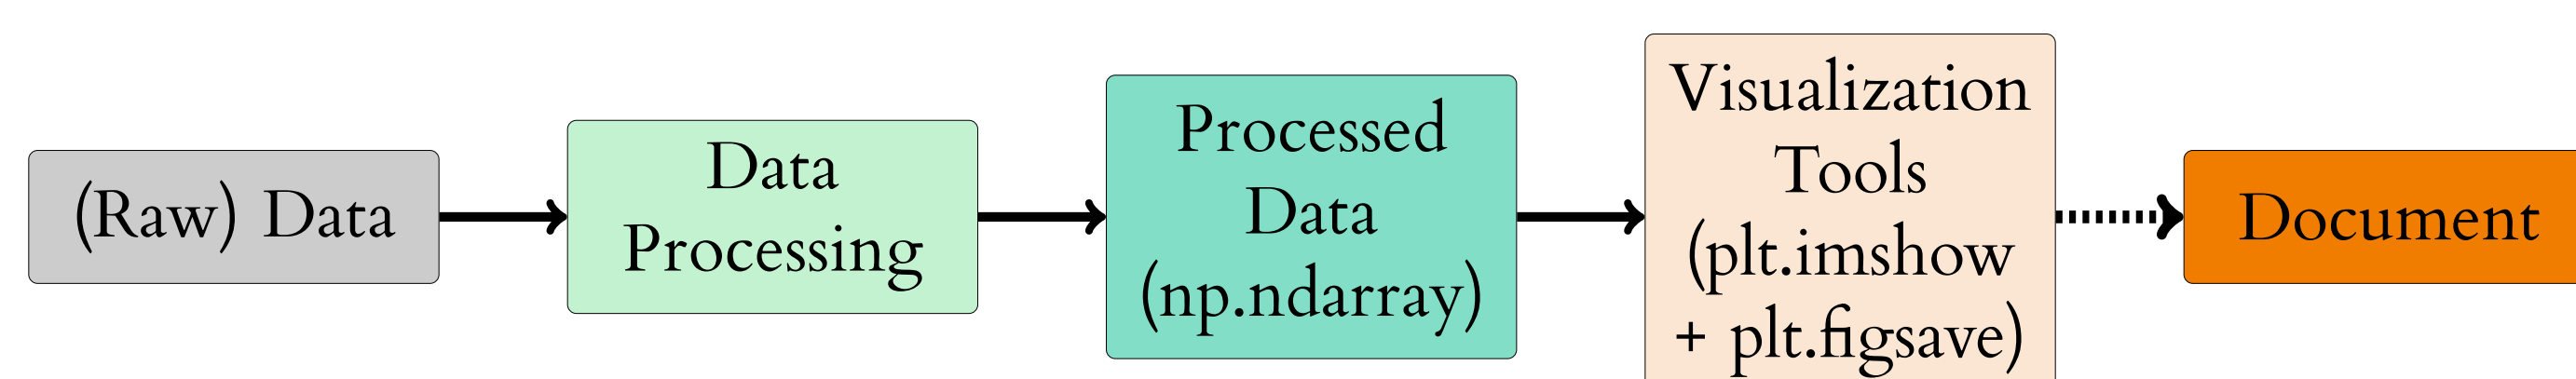 (Raw) Data
Data
Processing
Processed
Data
(np.ndarray)
Visualization
Tools
(plt.imshow
+ plt.figsave)
Document